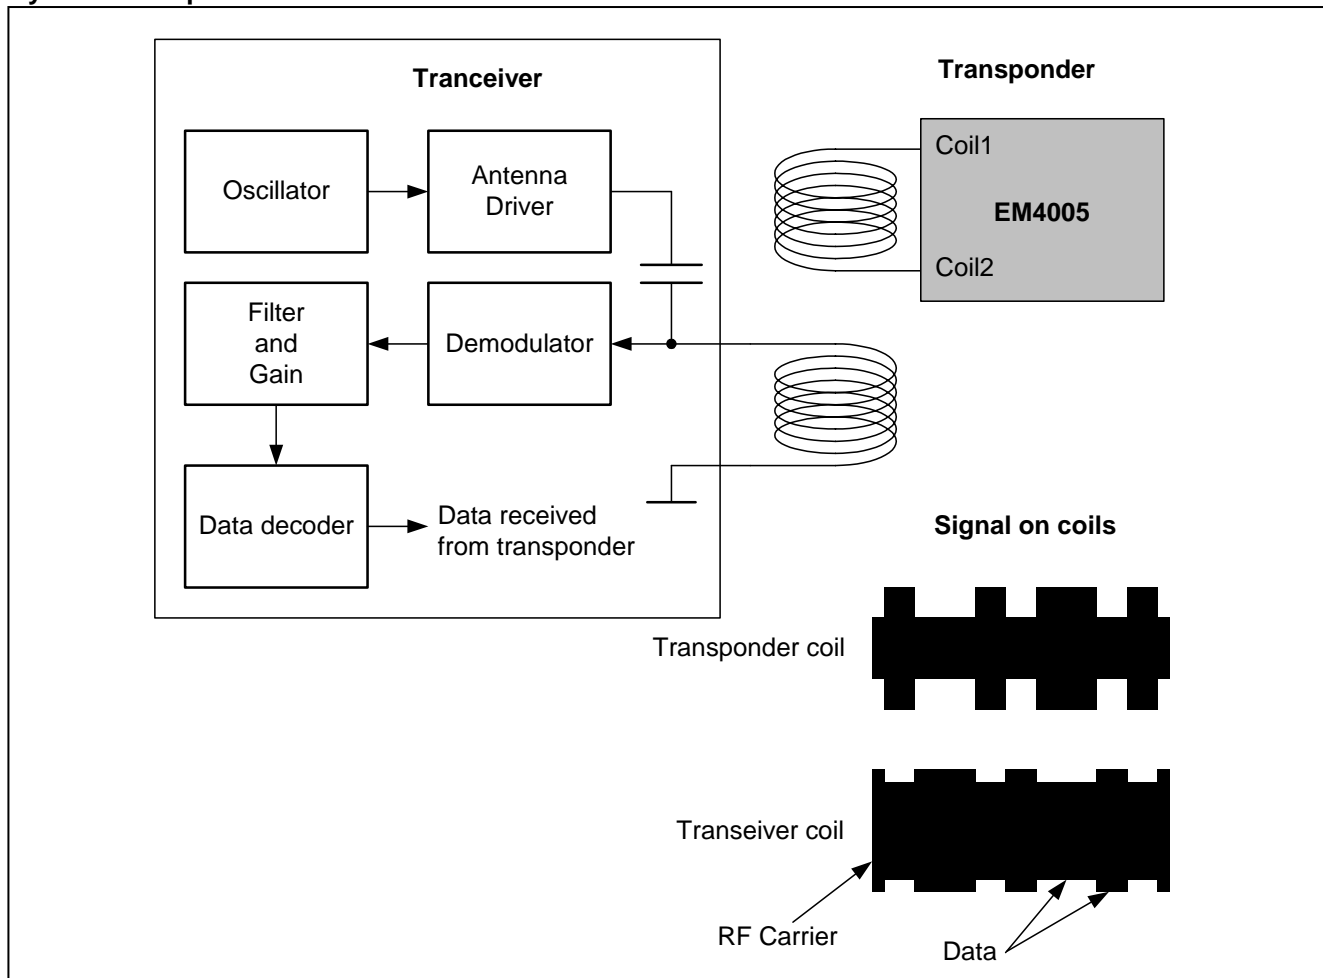 Tranceiver
Transponder
Oscillator
Antenna
Driver
Coil1
EM4005
Coil2
Filter
and
Gain
Demodulator
Data decoder
Data received
from transponder
Signal on coils
Transponder coil
Transeiver coil
RF Carrier
Data